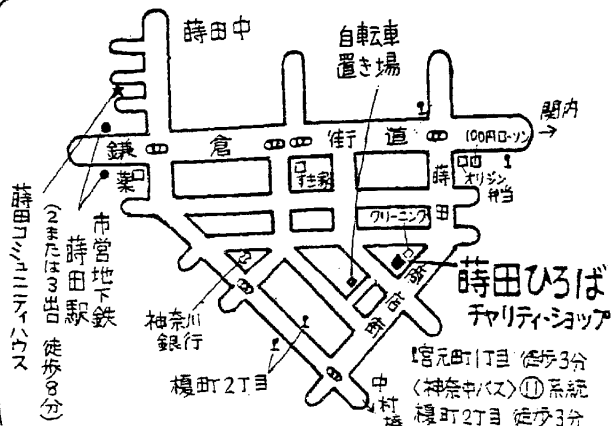 蒔田中
自転車
置き場
関内
鎌倉街道
100円ローソン
薬
すき家
オリジン
弁当
蒔田商店街
クリーニング
市営地下鉄
蒔田駅
(2または3出口 徒歩8分)
蒔田コミュニティハウス
神奈川
銀行
榎町2丁目
中村橋
蒔田ひろば
チャリティーショップ
宮元町1丁目 徒歩3分
〈神奈中バス〉⑪系統
榎町2丁目 徒歩3分